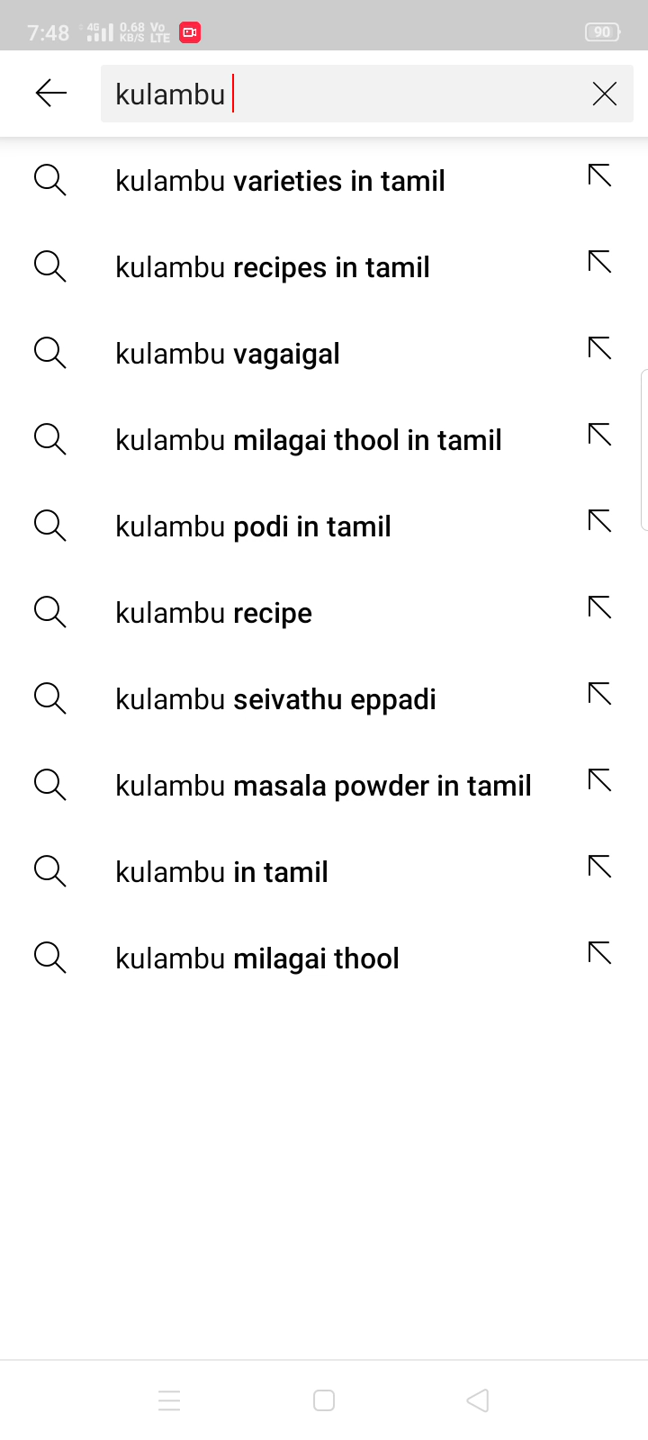 7:48 4G 0.68 KB/S Vo LTE 90
kulambu
kulambu varieties in tamil
kulambu recipes in tamil
kulambu vagaigal
kulambu milagai thool in tamil
kulambu podi in tamil
kulambu recipe
kulambu seivathu eppadi
kulambu masala powder in tamil
kulambu in tamil
kulambu milagai thool